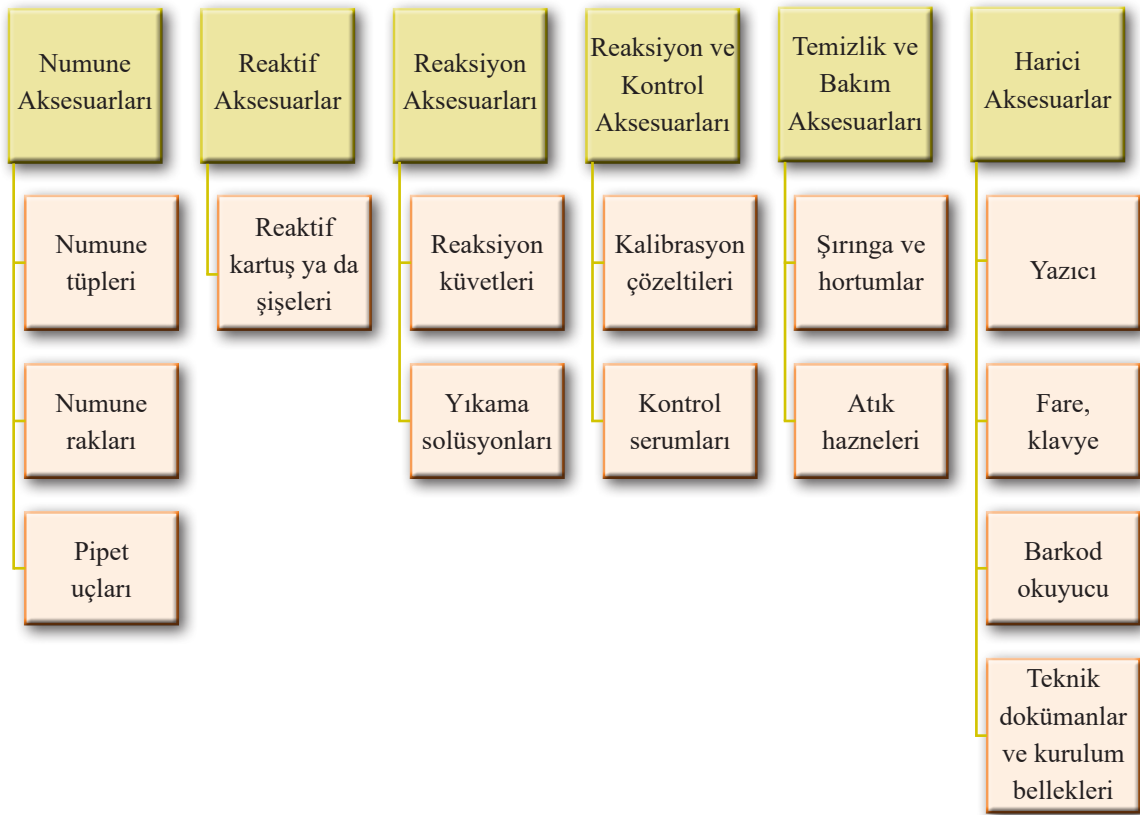 Numune
Aksesuarları
Reaktif
Aksesuarlar
Reaksiyon
Aksesuarları
Reaksiyon ve
Kontrol
Aksesuarları
Temizlik ve
Bakım
Aksesuarları
Harici
Aksesuarlar
Numune
tüpleri
Numune
rakları
Pipet
uçları
Reaktif
kartuş ya da
şişeleri
Reaksiyon
küvetleri
Yıkama
solüsyonları
Kalibrasyon
çözeltileri
Kontrol
serumları
Şırınga ve
hortumlar
Atık
hazneleri
Yazıcı
Fare,
klavye
Barkod
okuyucu
Teknik
dokümanlar
ve kurulum
bellekleri